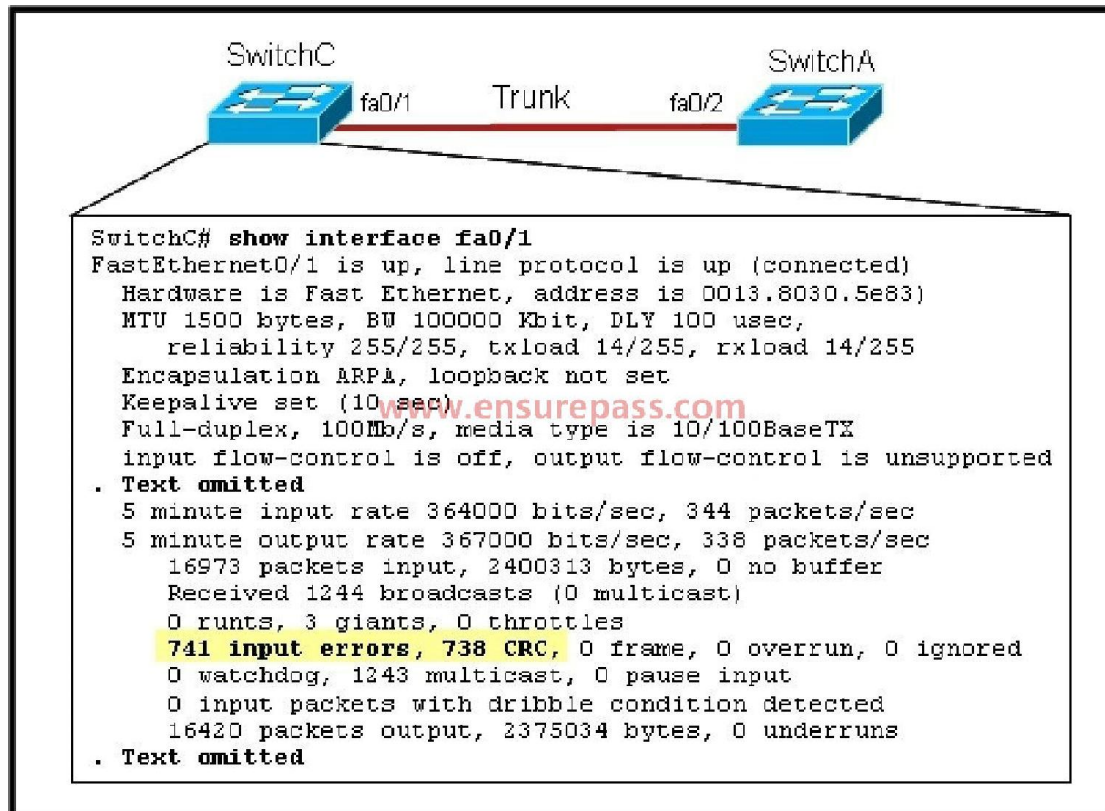 SwitchC
SwitchA
fa0/1
Trunk
fa0/2
SwitchC# show interface fa0/1
FastEthernet0/1 is up, line protocol is up (connected)
Hardware is Fast Ethernet, address is 0013.8030.5e83)
MTU 1500 bytes, BW 100000 Kbit, DLY 100 usec,
reliability 255/255, txload 14/255, rxload 14/255
Encapsulation ARPA, loopback not set
Keepalive set (10 sec)
www.ensurepass.com
Full-duplex, 100Mb/s, media type is 10/100BaseTX
input flow-control is off, output flow-control is unsupported
. Text omitted
5 minute input rate 364000 bits/sec, 344 packets/sec
5 minute output rate 367000 bits/sec, 338 packets/sec
16973 packets input, 2400313 bytes, 0 no buffer
Received 1244 broadcasts (0 multicast)
0 runts, 3 giants, 0 throttles
741 input errors, 738 CRC, 0 frame, 0 overrun, 0 ignored
0 watchdog, 1243 multicast, 0 pause input
0 input packets with dribble condition detected
16420 packets output, 2375034 bytes, 0 underruns
. Text omitted